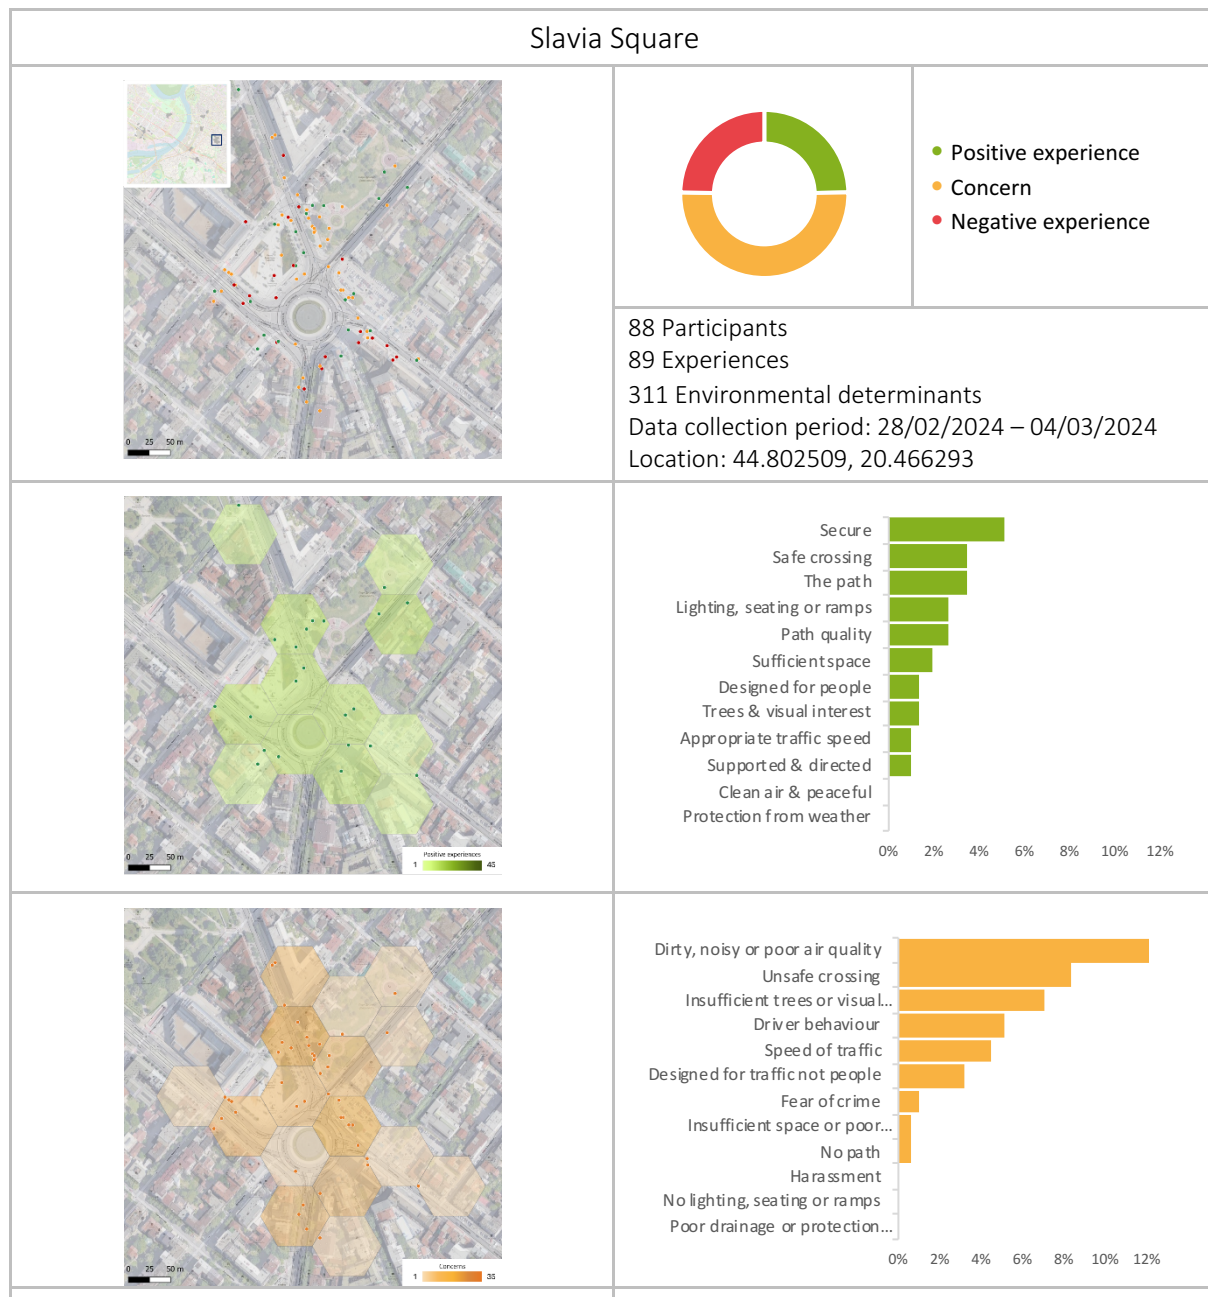 Slavia Square
0 25 50 m
Positive experience
Concern
Negative experience
88 Participants
89 Experiences
311 Environmental determinants
Data collection period: 28/02/2024 – 04/03/2024
Location: 44.802509, 20.466293
0 25 50 m
Positive experiences
1 45
Secure
Safe crossing
The path
Lighting, seating or ramps
Path quality
Sufficient space
Designed for people
Trees & visual interest
Appropriate traffic speed
Supported & directed
Clean air & peaceful
Protection from weather
0% 2% 4% 6% 8% 10% 12%
0 25 50 m
Concerns
1 35
Dirty, noisy or poor air quality
Unsafe crossing
Insufficient trees or visual...
Driver behaviour
Speed of traffic
Designed for traffic not people
Fear of crime
Insufficient space or poor...
No path
Harassment
No lighting, seating or ramps
Poor drainage or protection...
0% 2% 4% 6% 8% 10% 12%